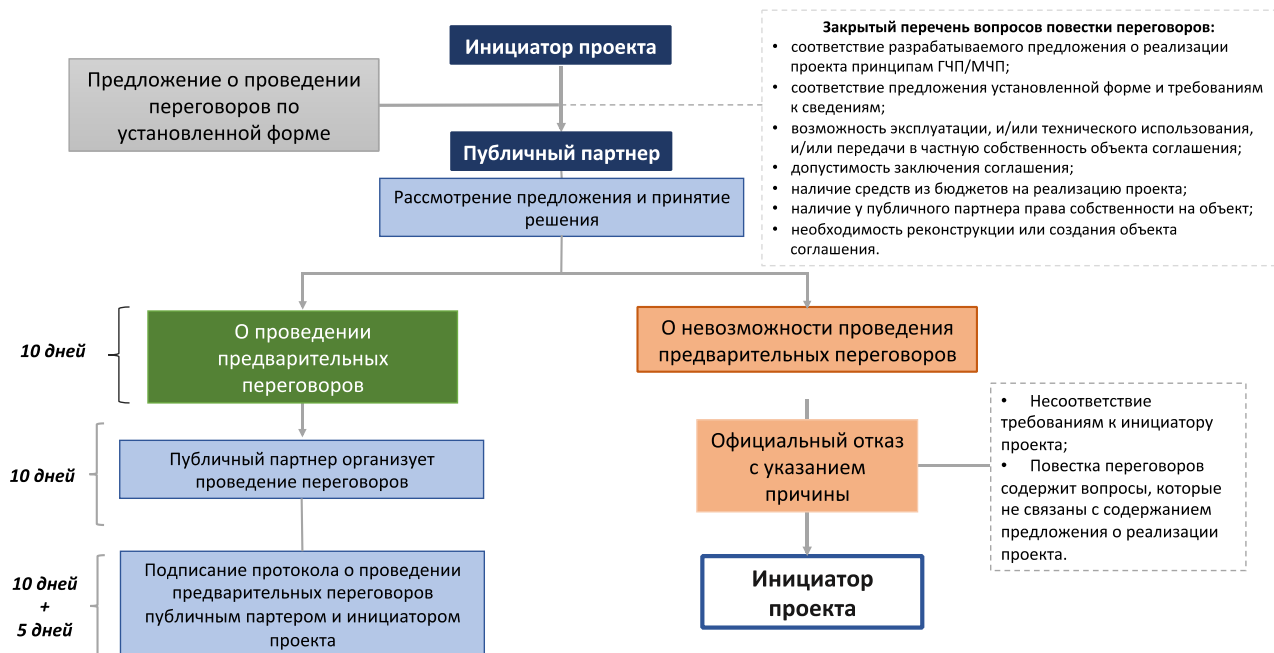 Инициатор проекта
Предложение о проведении
переговоров по
установленной форме
Закрытый перечень вопросов повестки переговоров:
• соответствие разрабатываемого предложения о реализации
проекта принципам ГЧП/МЧП;
• соответствие предложения установленной форме и требованиям
к сведениям;
• возможность эксплуатации, и/или технического использования,
и/или передачи в частную собственность объекта соглашения;
• допустимость заключения соглашения;
• наличие средств из бюджетов на реализацию проекта;
• наличие у публичного партнера права собственности на объект;
• необходимость реконструкции или создания объекта
соглашения.
Публичный партнер
Рассмотрение предложения и принятие
решения
10 дней
О проведении
предварительных
переговоров
О невозможности проведения
предварительных переговоров
10 дней
Публичный партнер организует
проведение переговоров
Официальный отказ
с указанием
причины
• Несоответствие
требованиям к инициатору
проекта;
• Повестка переговоров
содержит вопросы, которые
не связаны с содержанием
предложения о реализации
проекта.
10 дней
+
5 дней
Подписание протокола о проведении
предварительных переговоров
публичным партером и инициатором
проекта
Инициатор
проекта